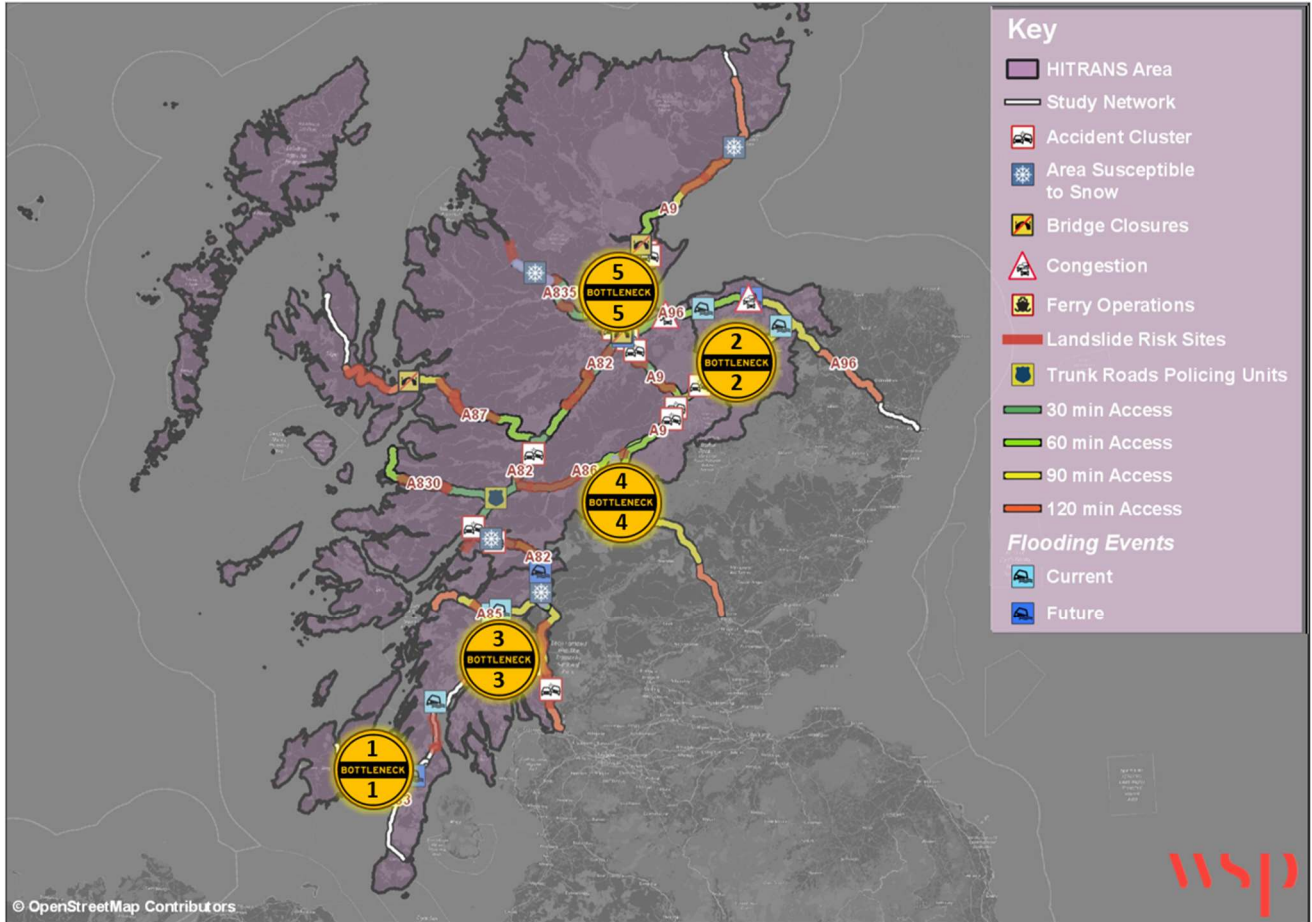 Key
HITRANS Area
Study Network
Accident Cluster
Area Susceptible
to Snow
Bridge Closures
Congestion
Ferry Operations
Landslide Risk Sites
Trunk Roads Policing Units
30 min Access
60 min Access
90 min Access
120 min Access
Flooding Events
Current
Future
A9
5
BOTTLENECK
5
A835
A96
2
BOTTLENECK
2
A82
A9
A96
A87
A9
A82
A86
A830
4
BOTTLENECK
4
A82
A85
3
BOTTLENECK
3
1
BOTTLENECK
1
wsp
© OpenStreetMap Contributors